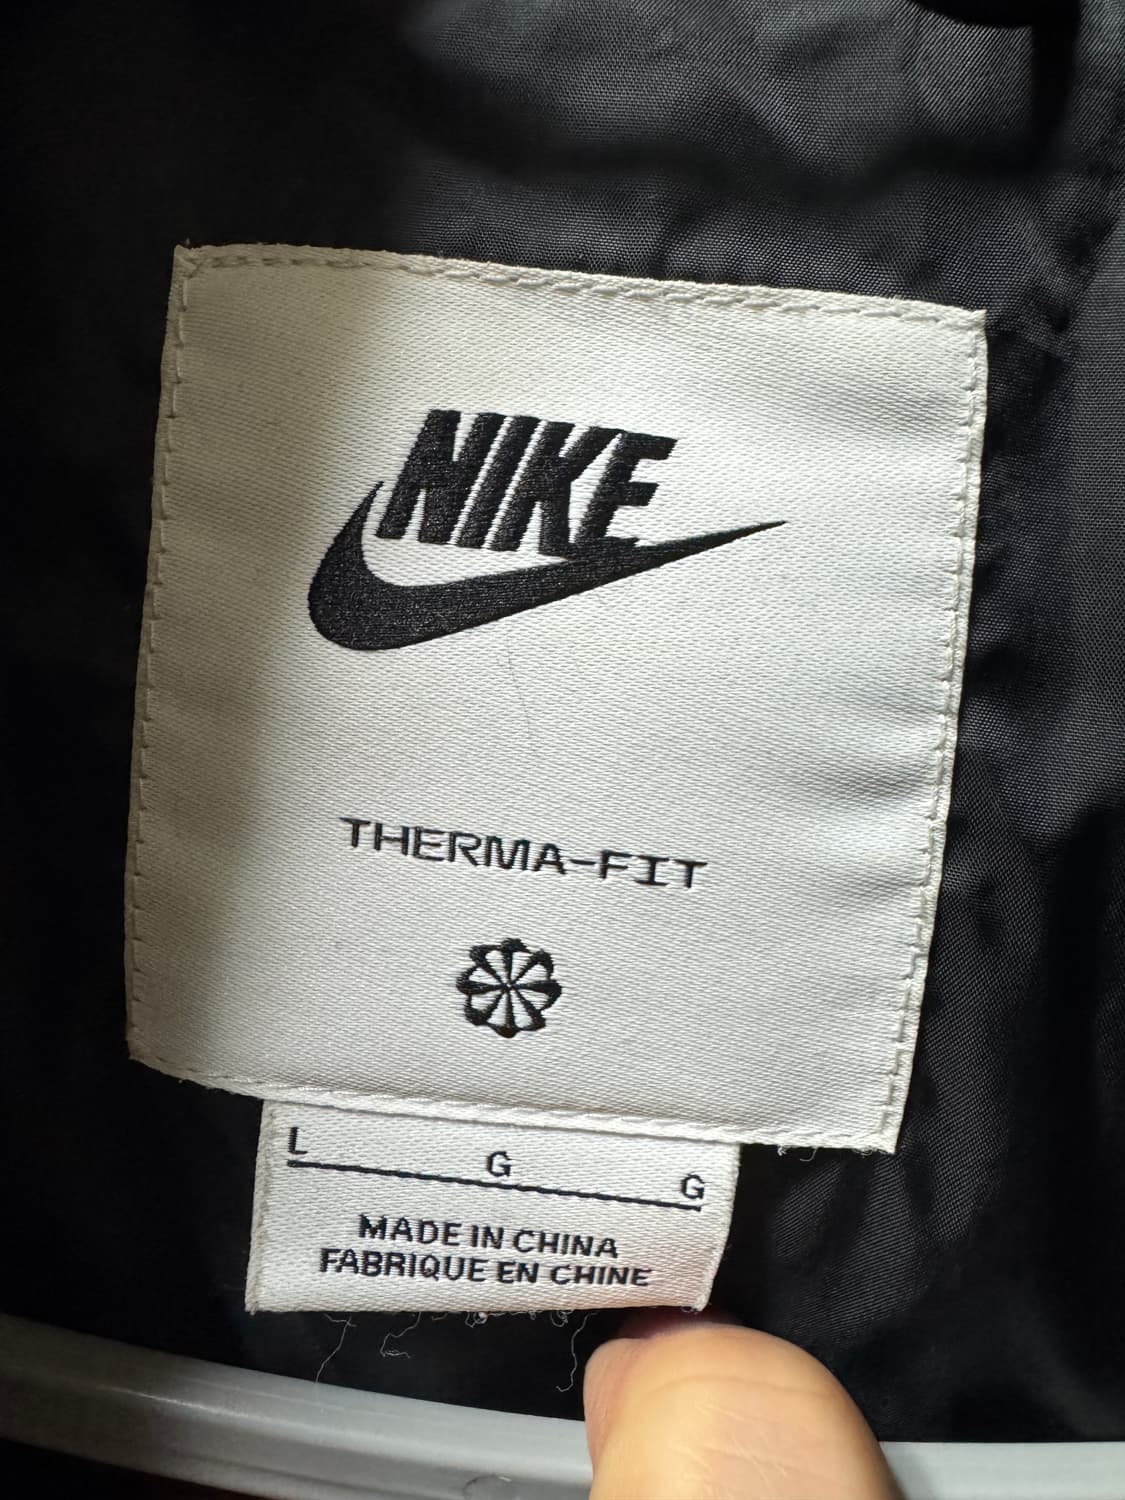 NIKE
THERMA-FIT
L G G
MADE IN CHINA
FABRIQUE EN CHINE